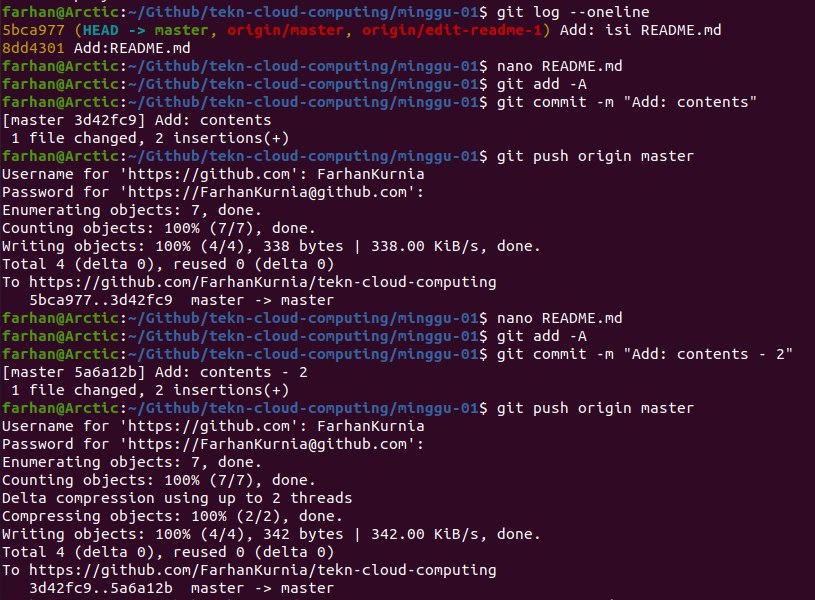 farhan@Arctic:~/Github/tekn-cloud-computing/minggu-01$ git log --oneline
5bca977 (HEAD -> master, origin/master, origin/edit-readme-1) Add: isi README.md
8dd4301 Add:README.md
farhan@Arctic:~/Github/tekn-cloud-computing/minggu-01$ nano README.md
farhan@Arctic:~/Github/tekn-cloud-computing/minggu-01$ git add -A
farhan@Arctic:~/Github/tekn-cloud-computing/minggu-01$ git commit -m "Add: contents"
[master 3d42fc9] Add: contents
 1 file changed, 2 insertions(+)
farhan@Arctic:~/Github/tekn-cloud-computing/minggu-01$ git push origin master
Username for 'https://github.com': FarhanKurnia
Password for 'https://FarhanKurnia@github.com':
Enumerating objects: 7, done.
Counting objects: 100% (7/7), done.
Writing objects: 100% (4/4), 338 bytes | 338.00 KiB/s, done.
Total 4 (delta 0), reused 0 (delta 0)
To https://github.com/FarhanKurnia/tekn-cloud-computing
   5bca977..3d42fc9  master -> master
farhan@Arctic:~/Github/tekn-cloud-computing/minggu-01$ nano README.md
farhan@Arctic:~/Github/tekn-cloud-computing/minggu-01$ git add -A
farhan@Arctic:~/Github/tekn-cloud-computing/minggu-01$ git commit -m "Add: contents - 2"
[master 5a6a12b] Add: contents - 2
 1 file changed, 2 insertions(+)
farhan@Arctic:~/Github/tekn-cloud-computing/minggu-01$ git push origin master
Username for 'https://github.com': FarhanKurnia
Password for 'https://FarhanKurnia@github.com':
Enumerating objects: 7, done.
Counting objects: 100% (7/7), done.
Delta compression using up to 2 threads
Compressing objects: 100% (2/2), done.
Writing objects: 100% (4/4), 342 bytes | 342.00 KiB/s, done.
Total 4 (delta 0), reused 0 (delta 0)
To https://github.com/FarhanKurnia/tekn-cloud-computing
   3d42fc9..5a6a12b  master -> master